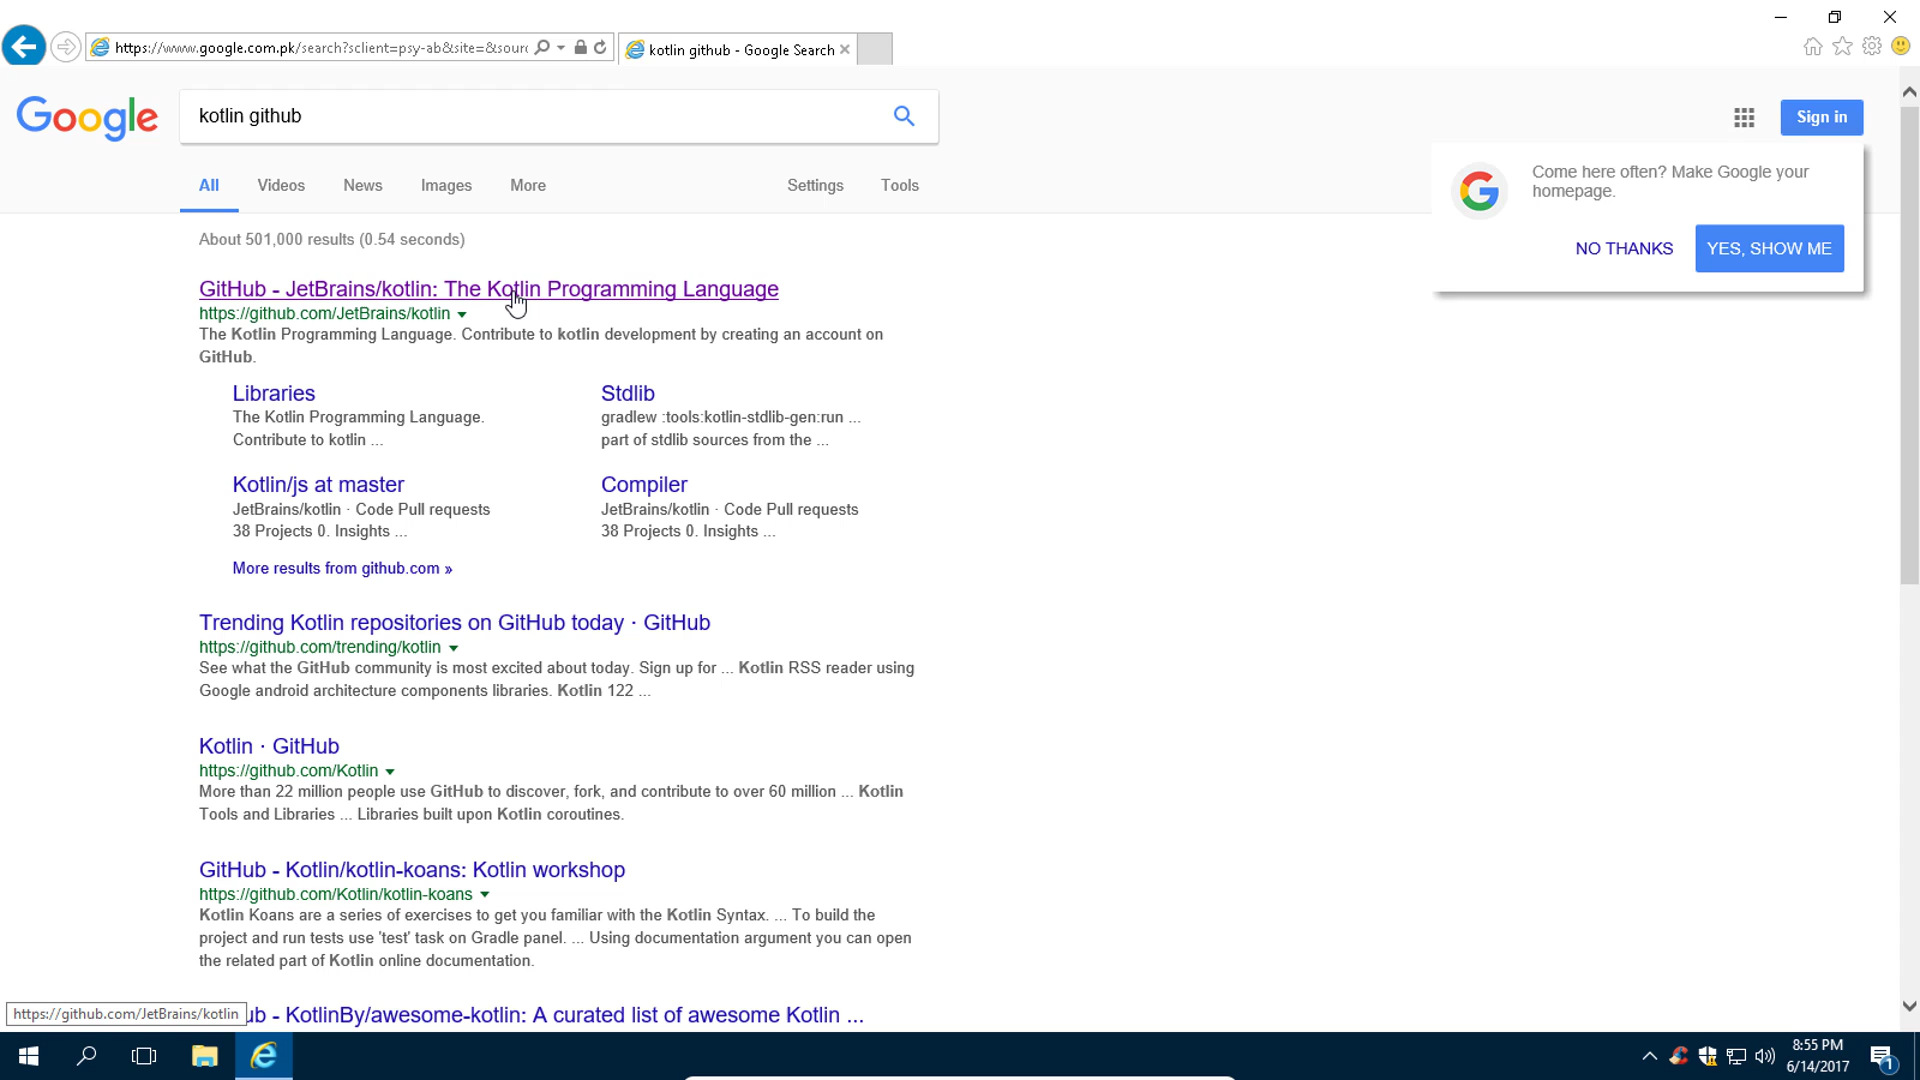 https://www.google.com.pk/search?sclient=psy-ab&site=&sourc
kotlin github - Google Search
Google
kotlin github
Sign in
All
Videos
News
Images
More
Settings
Tools
Come here often? Make Google your
homepage.
NO THANKS
YES, SHOW ME
About 501,000 results (0.54 seconds)
GitHub - JetBrains/kotlin: The Kotlin Programming Language
https://github.com/JetBrains/kotlin
The Kotlin Programming Language. Contribute to kotlin development by creating an account on
GitHub.
Libraries
The Kotlin Programming Language.
Contribute to kotlin ...
Stdlib
gradlew :tools:kotlin-stdlib-gen:run ...
part of stdlib sources from the ...
Kotlin/js at master
JetBrains/kotlin · Code Pull requests
38 Projects 0. Insights ...
Compiler
JetBrains/kotlin · Code Pull requests
38 Projects 0. Insights ...
More results from github.com »
Trending Kotlin repositories on GitHub today · GitHub
https://github.com/trending/kotlin
See what the GitHub community is most excited about today. Sign up for ... Kotlin RSS reader using
Google android architecture components libraries. Kotlin 122 ...
Kotlin · GitHub
https://github.com/Kotlin
More than 22 million people use GitHub to discover, fork, and contribute to over 60 million ... Kotlin
Tools and Libraries ... Libraries built upon Kotlin coroutines.
GitHub - Kotlin/kotlin-koans: Kotlin workshop
https://github.com/Kotlin/kotlin-koans
Kotlin Koans are a series of exercises to get you familiar with the Kotlin Syntax. ... To build the
project and run tests use 'test' task on Gradle panel. ... Using documentation argument you can open
the related part of Kotlin online documentation.
ub - KotlinBy/awesome-kotlin: A curated list of awesome Kotlin ...
https://github.com/JetBrains/kotlin
8:55 PM
6/14/2017
1